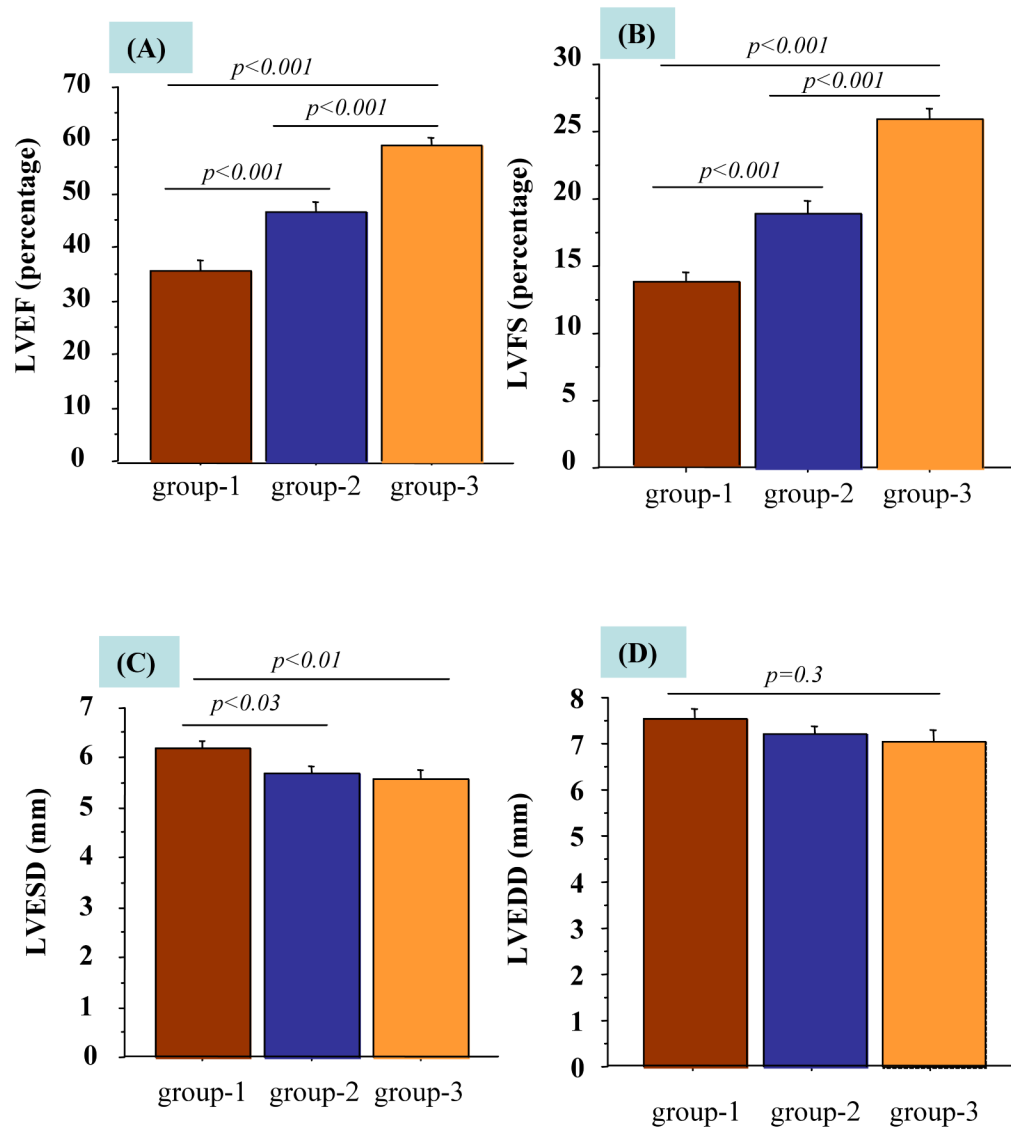 (A)
p<0.001
p<0.001
p<0.001
LVEF (percentage)
70
60
50
40
30
20
10
0
group-1 group-2 group-3
(B)
p<0.001
p<0.001
p<0.001
LVFS (percentage)
30
25
20
15
10
5
0
group-1 group-2 group-3
(C)
p<0.01
p<0.03
LVESD (mm)
7
6
5
4
3
2
1
0
group-1 group-2 group-3
(D)
p=0.3
LVEDD (mm)
8
7
6
5
4
3
2
1
0
group-1 group-2 group-3